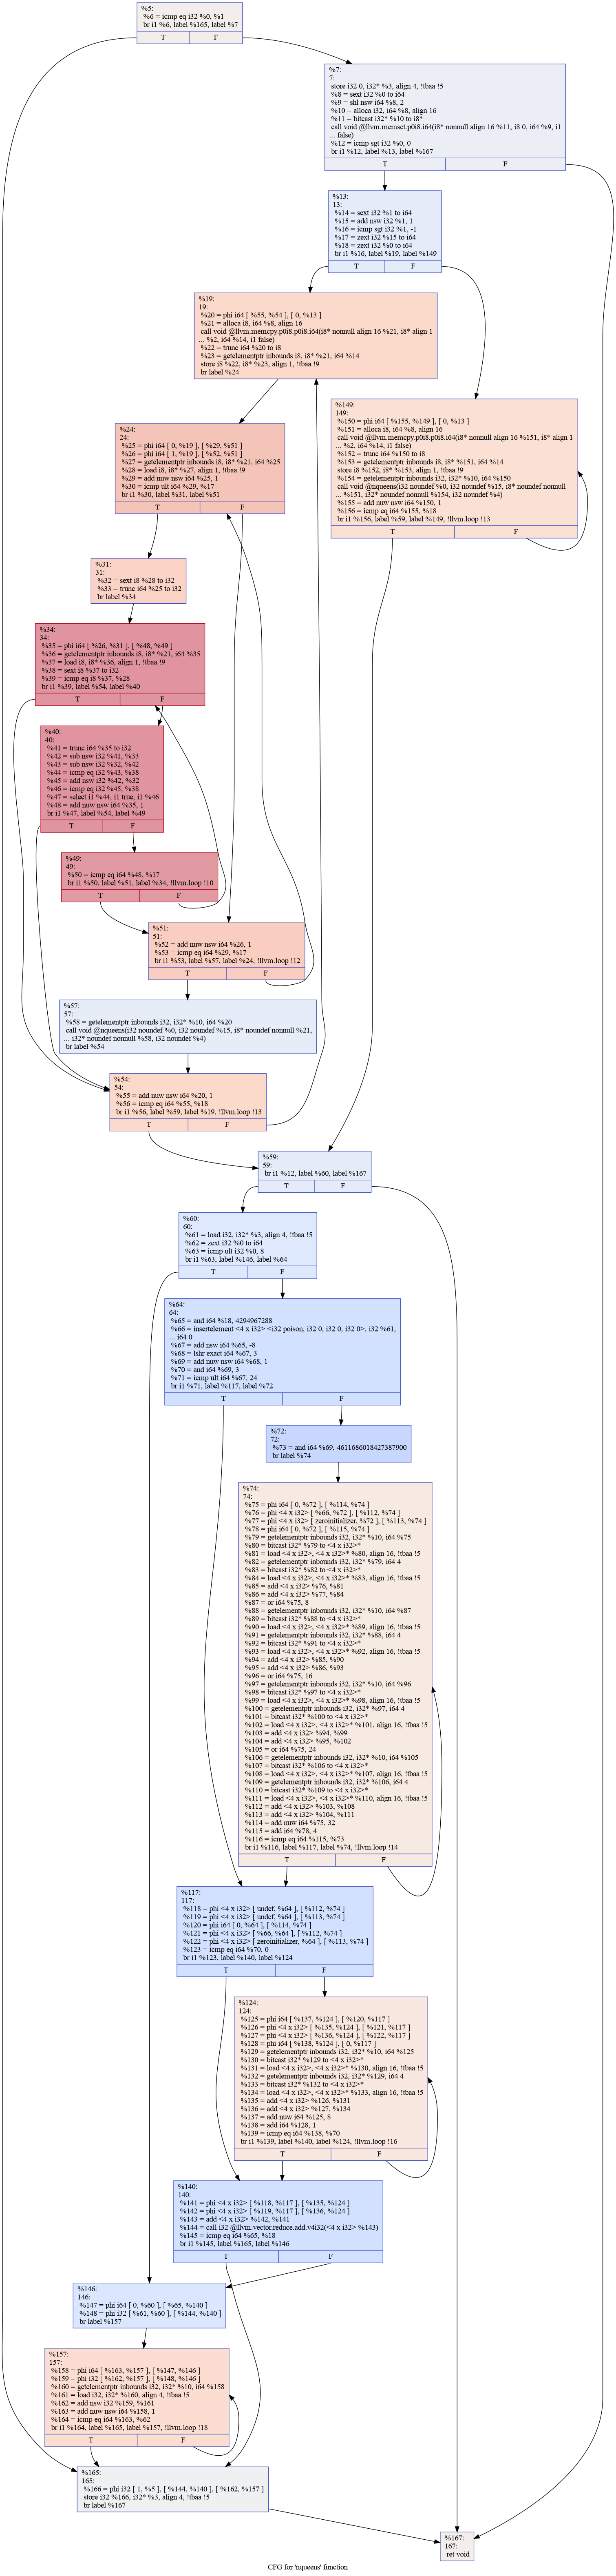 %5:
%6 = icmp eq i32 %0, %1
br i1 %6, label %165, label %7
T F
%7:
7:
store i32 0, i32* %3, align 4, !tbaa !5
%8 = sext i32 %0 to i64
%9 = shl nsw i64 %8, 2
%10 = alloca i32, i64 %8, align 16
%11 = bitcast i32* %10 to i8*
call void @llvm.memset.p0i8.i64(i8* nonnull align 16 %11, i8 0, i64 %9, i1
... false)
%12 = icmp sgt i32 %0, 0
br i1 %12, label %13, label %167
T F
%13:
13:
%14 = sext i32 %1 to i64
%15 = add nsw i32 %1, 1
%16 = icmp sgt i32 %1, -1
%17 = zext i32 %15 to i64
%18 = zext i32 %0 to i64
br i1 %16, label %19, label %149
T F
%19:
19:
%20 = phi i64 [ %55, %54 ], [ 0, %13 ]
%21 = alloca i8, i64 %8, align 16
call void @llvm.memcpy.p0i8.p0i8.i64(i8* nonnull align 16 %21, i8* align 1
... %2, i64 %14, i1 false)
%22 = trunc i64 %20 to i8
%23 = getelementptr inbounds i8, i8* %21, i64 %14
store i8 %22, i8* %23, align 1, !tbaa !9
br label %24
%149:
149:
%150 = phi i64 [ %155, %149 ], [ 0, %13 ]
%151 = alloca i8, i64 %8, align 16
call void @llvm.memcpy.p0i8.p0i8.i64(i8* nonnull align 16 %151, i8* align 1
... %2, i64 %14, i1 false)
%152 = trunc i64 %150 to i8
%153 = getelementptr inbounds i8, i8* %151, i64 %14
store i8 %152, i8* %153, align 1, !tbaa !9
%154 = getelementptr inbounds i32, i32* %10, i64 %150
call void @nqueens(i32 noundef %0, i32 noundef %15, i8* noundef nonnull
... %151, i32* noundef nonnull %154, i32 noundef %4)
%155 = add nuw nsw i64 %150, 1
%156 = icmp eq i64 %155, %18
br i1 %156, label %59, label %149, !llvm.loop !13
T F
%24:
24:
%25 = phi i64 [ 0, %19 ], [ %29, %51 ]
%26 = phi i64 [ 1, %19 ], [ %52, %51 ]
%27 = getelementptr inbounds i8, i8* %21, i64 %25
%28 = load i8, i8* %27, align 1, !tbaa !9
%29 = add nuw nsw i64 %25, 1
%30 = icmp ult i64 %29, %17
br i1 %30, label %31, label %51
T F
%31:
31:
%32 = sext i8 %28 to i32
%33 = trunc i64 %25 to i32
br label %34
%34:
34:
%35 = phi i64 [ %26, %31 ], [ %48, %49 ]
%36 = getelementptr inbounds i8, i8* %21, i64 %35
%37 = load i8, i8* %36, align 1, !tbaa !9
%38 = sext i8 %37 to i32
%39 = icmp eq i8 %37, %28
br i1 %39, label %54, label %40
T F
%40:
40:
%41 = trunc i64 %35 to i32
%42 = sub nsw i32 %41, %33
%43 = sub nsw i32 %32, %42
%44 = icmp eq i32 %43, %38
%45 = add nsw i32 %42, %32
%46 = icmp eq i32 %45, %38
%47 = select i1 %44, i1 true, i1 %46
%48 = add nuw nsw i64 %35, 1
br i1 %47, label %54, label %49
T F
%49:
49:
%50 = icmp eq i64 %48, %17
br i1 %50, label %51, label %34, !llvm.loop !10
T F
%51:
51:
%52 = add nuw nsw i64 %26, 1
%53 = icmp eq i64 %29, %17
br i1 %53, label %57, label %24, !llvm.loop !12
T F
%57:
57:
%58 = getelementptr inbounds i32, i32* %10, i64 %20
call void @nqueens(i32 noundef %0, i32 noundef %15, i8* noundef nonnull %21,
... i32* noundef nonnull %58, i32 noundef %4)
br label %54
%54:
54:
%55 = add nuw nsw i64 %20, 1
%56 = icmp eq i64 %55, %18
br i1 %56, label %59, label %19, !llvm.loop !13
T F
%59:
59:
br i1 %12, label %60, label %167
T F
%60:
60:
%61 = load i32, i32* %3, align 4, !tbaa !5
%62 = zext i32 %0 to i64
%63 = icmp ult i32 %0, 8
br i1 %63, label %146, label %64
T F
%64:
64:
%65 = and i64 %18, 4294967288
%66 = insertelement <4 x i32> <i32 poison, i32 0, i32 0, i32 0>, i32 %61,
... i64 0
%67 = add nsw i64 %65, -8
%68 = lshr exact i64 %67, 3
%69 = add nuw nsw i64 %68, 1
%70 = and i64 %69, 3
%71 = icmp ult i64 %67, 24
br i1 %71, label %117, label %72
T F
%72:
72:
%73 = and i64 %69, 4611686018427387900
br label %74
%74:
74:
%75 = phi i64 [ 0, %72 ], [ %114, %74 ]
%76 = phi <4 x i32> [ %66, %72 ], [ %112, %74 ]
%77 = phi <4 x i32> [ zeroinitializer, %72 ], [ %113, %74 ]
%78 = phi i64 [ 0, %72 ], [ %115, %74 ]
%79 = getelementptr inbounds i32, i32* %10, i64 %75
%80 = bitcast i32* %79 to <4 x i32>*
%81 = load <4 x i32>, <4 x i32>* %80, align 16, !tbaa !5
%82 = getelementptr inbounds i32, i32* %79, i64 4
%83 = bitcast i32* %82 to <4 x i32>*
%84 = load <4 x i32>, <4 x i32>* %83, align 16, !tbaa !5
%85 = add <4 x i32> %76, %81
%86 = add <4 x i32> %77, %84
%87 = or i64 %75, 8
%88 = getelementptr inbounds i32, i32* %10, i64 %87
%89 = bitcast i32* %88 to <4 x i32>*
%90 = load <4 x i32>, <4 x i32>* %89, align 16, !tbaa !5
%91 = getelementptr inbounds i32, i32* %88, i64 4
%92 = bitcast i32* %91 to <4 x i32>*
%93 = load <4 x i32>, <4 x i32>* %92, align 16, !tbaa !5
%94 = add <4 x i32> %85, %90
%95 = add <4 x i32> %86, %93
%96 = or i64 %75, 16
%97 = getelementptr inbounds i32, i32* %10, i64 %96
%98 = bitcast i32* %97 to <4 x i32>*
%99 = load <4 x i32>, <4 x i32>* %98, align 16, !tbaa !5
%100 = getelementptr inbounds i32, i32* %97, i64 4
%101 = bitcast i32* %100 to <4 x i32>*
%102 = load <4 x i32>, <4 x i32>* %101, align 16, !tbaa !5
%103 = add <4 x i32> %94, %99
%104 = add <4 x i32> %95, %102
%105 = or i64 %75, 24
%106 = getelementptr inbounds i32, i32* %10, i64 %105
%107 = bitcast i32* %106 to <4 x i32>*
%108 = load <4 x i32>, <4 x i32>* %107, align 16, !tbaa !5
%109 = getelementptr inbounds i32, i32* %106, i64 4
%110 = bitcast i32* %109 to <4 x i32>*
%111 = load <4 x i32>, <4 x i32>* %110, align 16, !tbaa !5
%112 = add <4 x i32> %103, %108
%113 = add <4 x i32> %104, %111
%114 = add nuw i64 %75, 32
%115 = add i64 %78, 4
%116 = icmp eq i64 %115, %73
br i1 %116, label %117, label %74, !llvm.loop !14
T F
%117:
117:
%118 = phi <4 x i32> [ undef, %64 ], [ %112, %74 ]
%119 = phi <4 x i32> [ undef, %64 ], [ %113, %74 ]
%120 = phi i64 [ 0, %64 ], [ %114, %74 ]
%121 = phi <4 x i32> [ %66, %64 ], [ %112, %74 ]
%122 = phi <4 x i32> [ zeroinitializer, %64 ], [ %113, %74 ]
%123 = icmp eq i64 %70, 0
br i1 %123, label %140, label %124
T F
%124:
124:
%125 = phi i64 [ %137, %124 ], [ %120, %117 ]
%126 = phi <4 x i32> [ %135, %124 ], [ %121, %117 ]
%127 = phi <4 x i32> [ %136, %124 ], [ %122, %117 ]
%128 = phi i64 [ %138, %124 ], [ 0, %117 ]
%129 = getelementptr inbounds i32, i32* %10, i64 %125
%130 = bitcast i32* %129 to <4 x i32>*
%131 = load <4 x i32>, <4 x i32>* %130, align 16, !tbaa !5
%132 = getelementptr inbounds i32, i32* %129, i64 4
%133 = bitcast i32* %132 to <4 x i32>*
%134 = load <4 x i32>, <4 x i32>* %133, align 16, !tbaa !5
%135 = add <4 x i32> %126, %131
%136 = add <4 x i32> %127, %134
%137 = add nuw i64 %125, 8
%138 = add i64 %128, 1
%139 = icmp eq i64 %138, %70
br i1 %139, label %140, label %124, !llvm.loop !16
T F
%140:
140:
%141 = phi <4 x i32> [ %118, %117 ], [ %135, %124 ]
%142 = phi <4 x i32> [ %119, %117 ], [ %136, %124 ]
%143 = add <4 x i32> %142, %141
%144 = call i32 @llvm.vector.reduce.add.v4i32(<4 x i32> %143)
%145 = icmp eq i64 %65, %18
br i1 %145, label %165, label %146
T F
%146:
146:
%147 = phi i64 [ 0, %60 ], [ %65, %140 ]
%148 = phi i32 [ %61, %60 ], [ %144, %140 ]
br label %157
%157:
157:
%158 = phi i64 [ %163, %157 ], [ %147, %146 ]
%159 = phi i32 [ %162, %157 ], [ %148, %146 ]
%160 = getelementptr inbounds i32, i32* %10, i64 %158
%161 = load i32, i32* %160, align 4, !tbaa !5
%162 = add nsw i32 %159, %161
%163 = add nuw nsw i64 %158, 1
%164 = icmp eq i64 %163, %62
br i1 %164, label %165, label %157, !llvm.loop !18
T F
%165:
165:
%166 = phi i32 [ 1, %5 ], [ %144, %140 ], [ %162, %157 ]
store i32 %166, i32* %3, align 4, !tbaa !5
br label %167
%167:
167:
ret void
CFG for 'nqueens' function